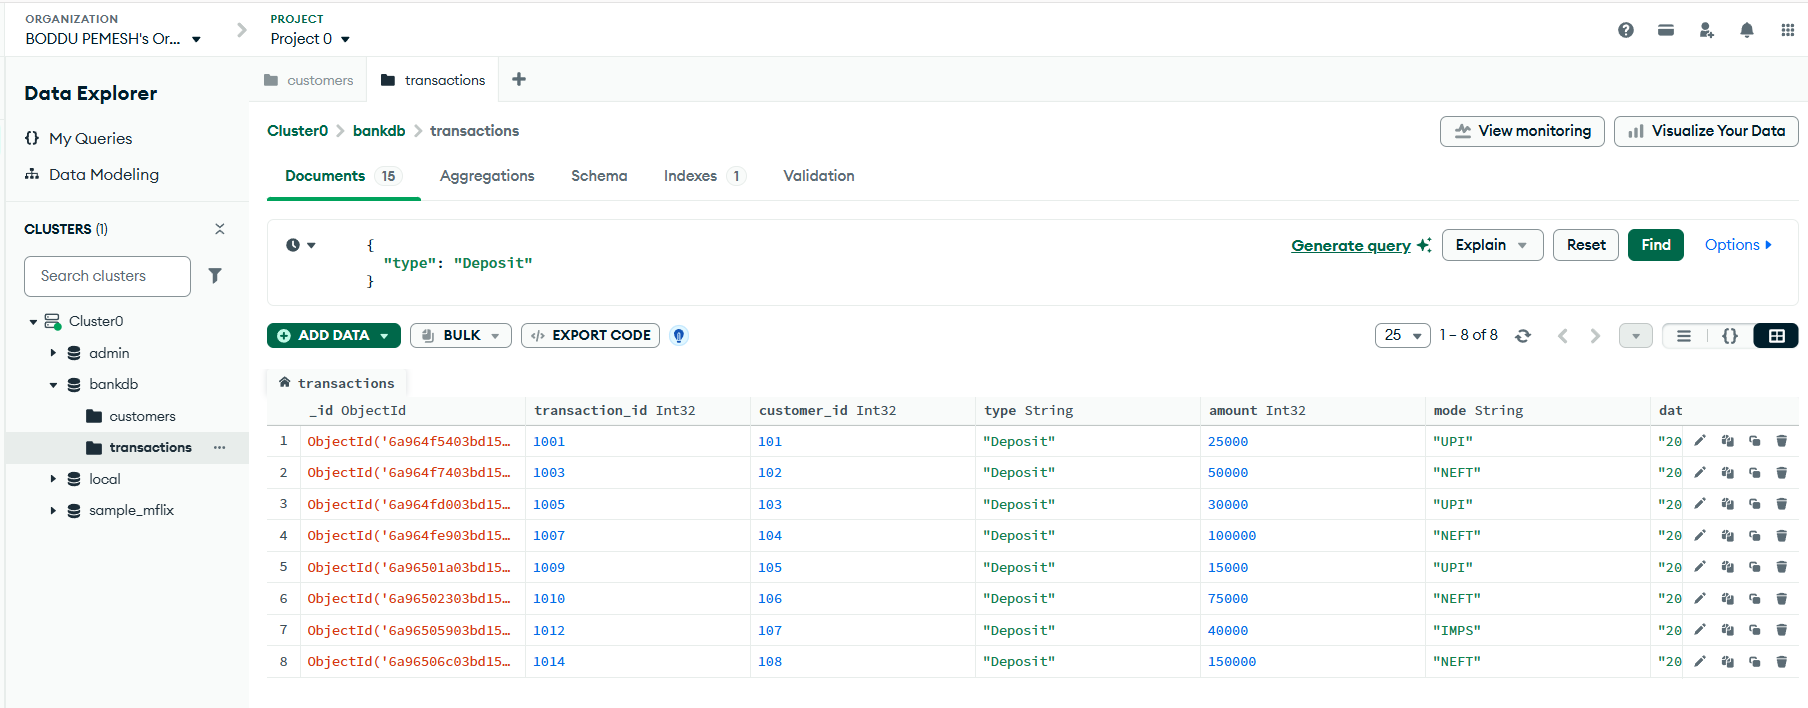 ORGANIZATION
BODDU PEMESH's Or...
PROJECT
Project 0
Data Explorer
My Queries
Data Modeling
CLUSTERS (1)
Search clusters
Cluster0
admin
bankdb
customers
transactions
local
sample_mflix
customers
transactions
Cluster0 > bankdb > transactions
View monitoring
Visualize Your Data
Documents 15
Aggregations
Schema
Indexes 1
Validation
{
"type": "Deposit"
}
Generate query
Explain
Reset
Find
Options
ADD DATA
BULK
EXPORT CODE
25
1 – 8 of 8
transactions
_id ObjectId transaction_id Int32 customer_id Int32 type String amount Int32 mode String dat
1 ObjectId('6a964f5403bd15… 1001 101 "Deposit" 25000 "UPI" "20
2 ObjectId('6a964f7403bd15… 1003 102 "Deposit" 50000 "NEFT" "20
3 ObjectId('6a964fd003bd15… 1005 103 "Deposit" 30000 "UPI" "20
4 ObjectId('6a964fe903bd15… 1007 104 "Deposit" 100000 "NEFT" "20
5 ObjectId('6a96501a03bd15… 1009 105 "Deposit" 15000 "UPI" "20
6 ObjectId('6a96502303bd15… 1010 106 "Deposit" 75000 "NEFT" "20
7 ObjectId('6a96505903bd15… 1012 107 "Deposit" 40000 "IMPS" "20
8 ObjectId('6a96506c03bd15… 1014 108 "Deposit" 150000 "NEFT" "20